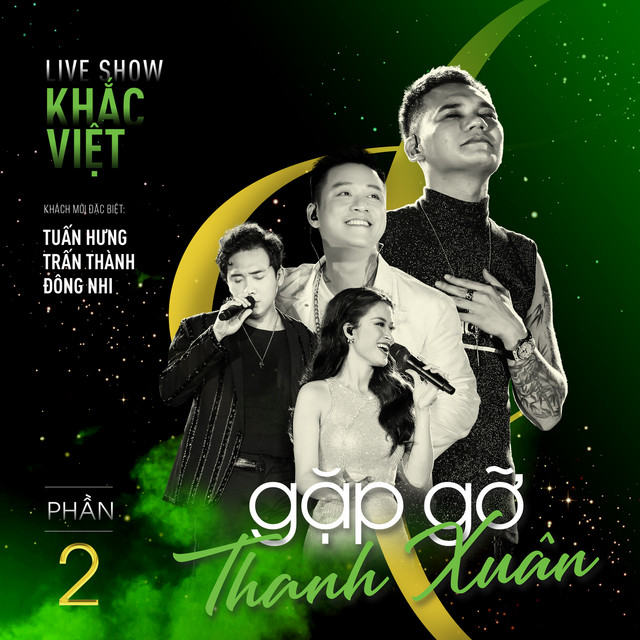 LIVE SHOW
KHẮC
VIỆT
KHÁCH MỜI ĐẶC BIỆT:
TUẤN HƯNG
TRẤN THÀNH
ĐÔNG NHI
PHẦN
2
gặp gỡ
Thanh Xuân